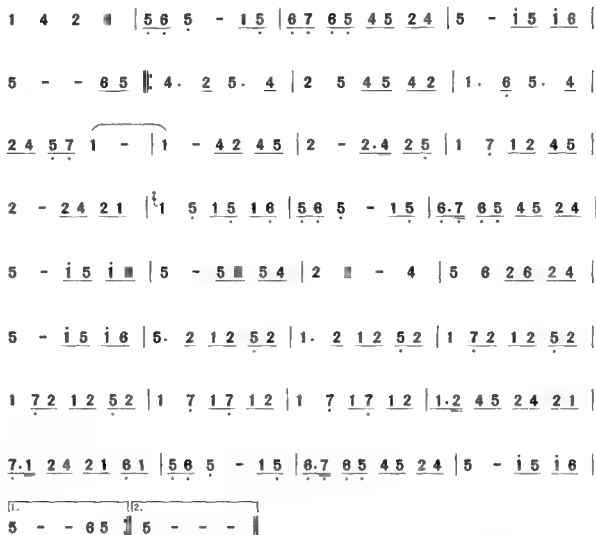 1 4 2 | 5̣ 6̣ 5̣ - 1 5̣ | 6̣ 7̣ 6̣ 5̣ 4 5 2 4 | 5 - i 5 i 6 |
5 - - 6 5 ‖: 4· 2 5· 4 | 2 5 4 5 4 2 | 1· 6̣ 5· 4 |
2 4 5̣ 7̣ 1 - | 1 - 4 2 4 5 | 2 - 2·4 2 5̣ | 1 7̣ 1 2 4 5 |
2 - 2 4 2 1 | 1 5̣ 1 5̣ 1 6̣ | 5̣ 6̣ 5̣ - 1 5̣ | 6̣·7̣ 6̣ 5̣ 4 5 2 4 |
5 - i 5 i | 5 - 5 5 4 | 2 - 4 | 5 6 2 6 2 4 |
5 - i 5 i 6 | 5· 2 1 2 5̣ 2 | 1· 2 1 2 5̣ 2 | 1 7̣ 2 1 2 5̣ 2 |
1 7̣ 2 1 2 5̣ 2 | 1 7̣ 1 7̣ 1 2 | 1 7̣ 1 7̣ 1 2 | 1·2 4 5 2 4 2 1 |
7̣·1 2 4 2 1 6̣ 1 | 5̣ 6̣ 5̣ - 1 5̣ | 6̣·7̣ 6̣ 5̣ 4 5 2 4 | 5 - i 5 i 6 |
1. 2.
5 - - 6 5 :‖ 5 - - - ‖